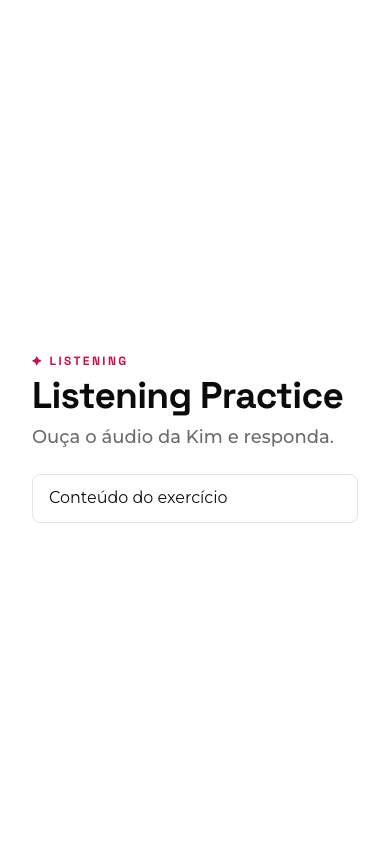 LISTENING
Listening Practice
Ouça o áudio da Kim e responda.
Conteúdo do exercício